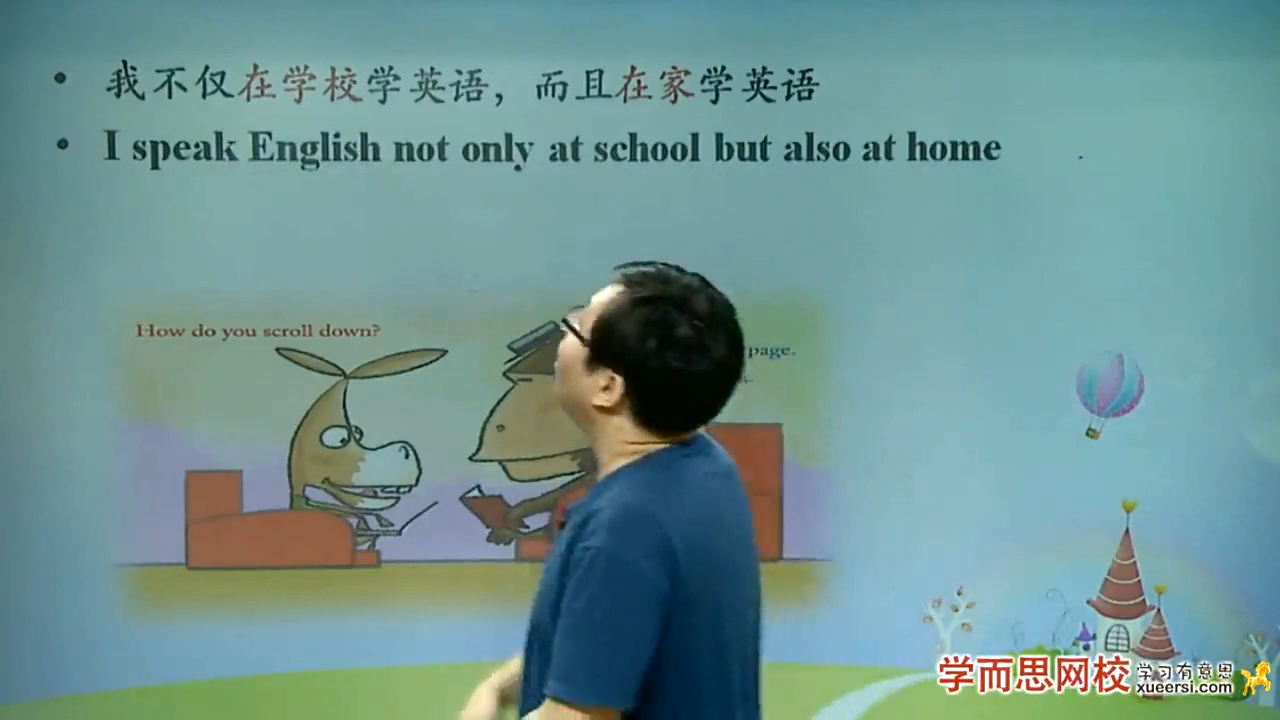 我不仅在学校学英语，而且在家学英语
I speak English not only at school but also at home
How do you scroll down?
page.
学而思网校
学习有意思
xueersi.com